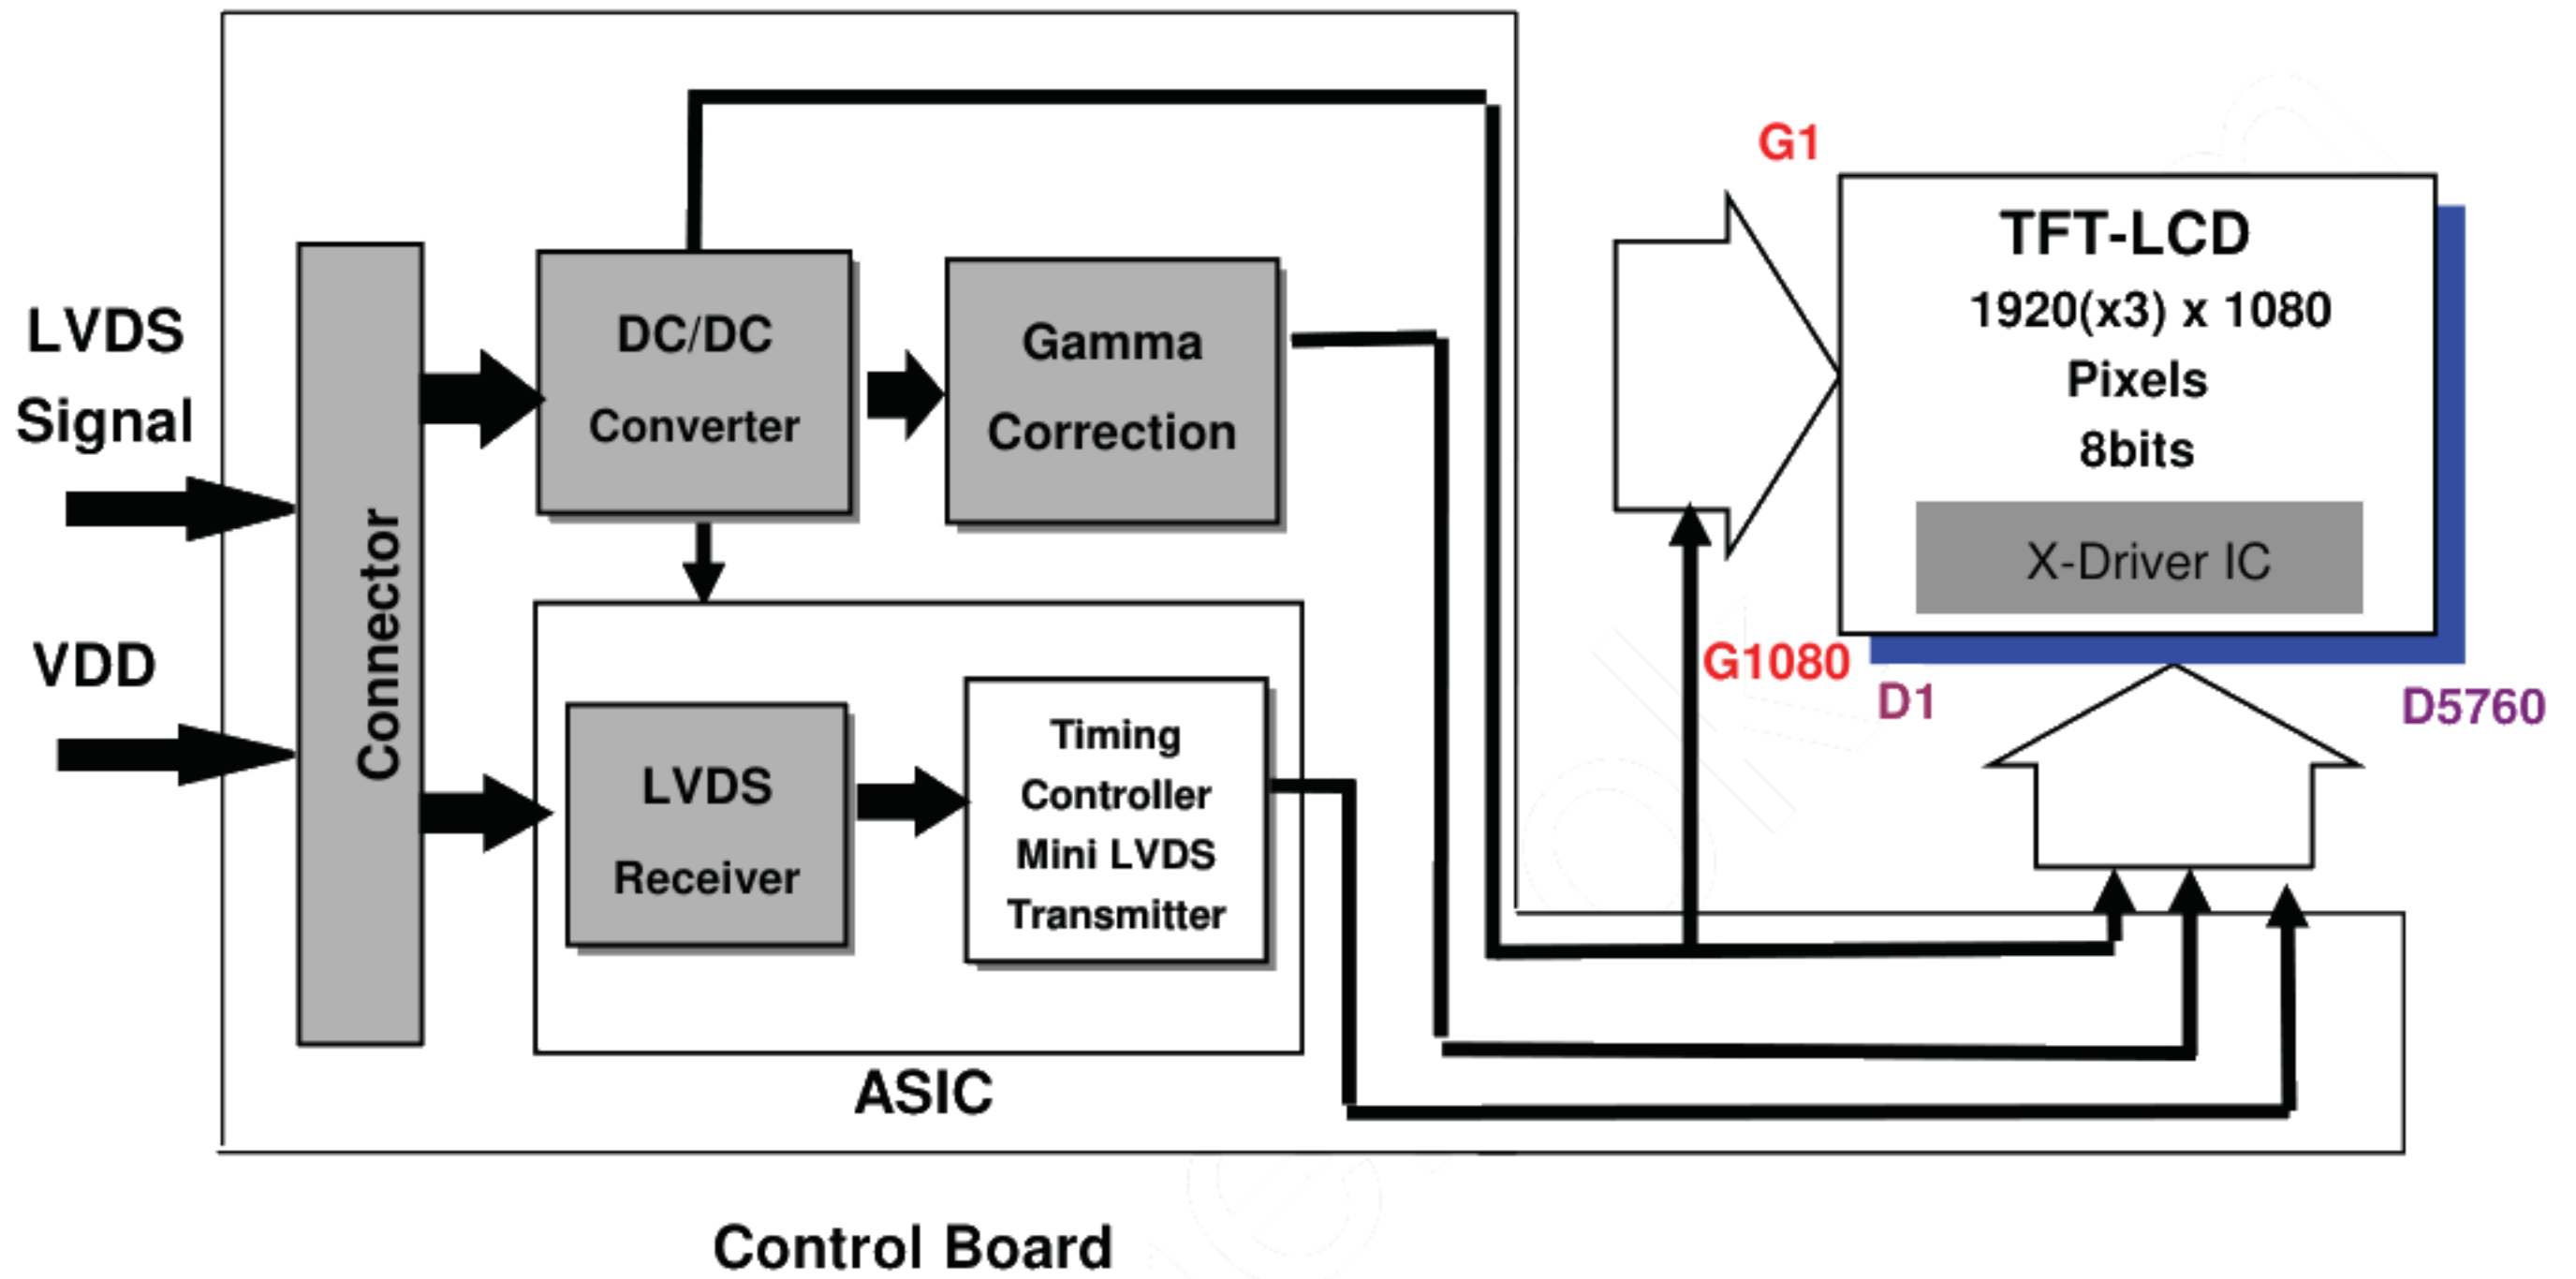 LVDS
Signal
VDD
Connector
DC/DC
Converter
Gamma
Correction
LVDS
Receiver
Timing
Controller
Mini LVDS
Transmitter
ASIC
Control Board
G1
G1080
TFT-LCD
1920(x3) x 1080
Pixels
8bits
X-Driver IC
D1
D5760